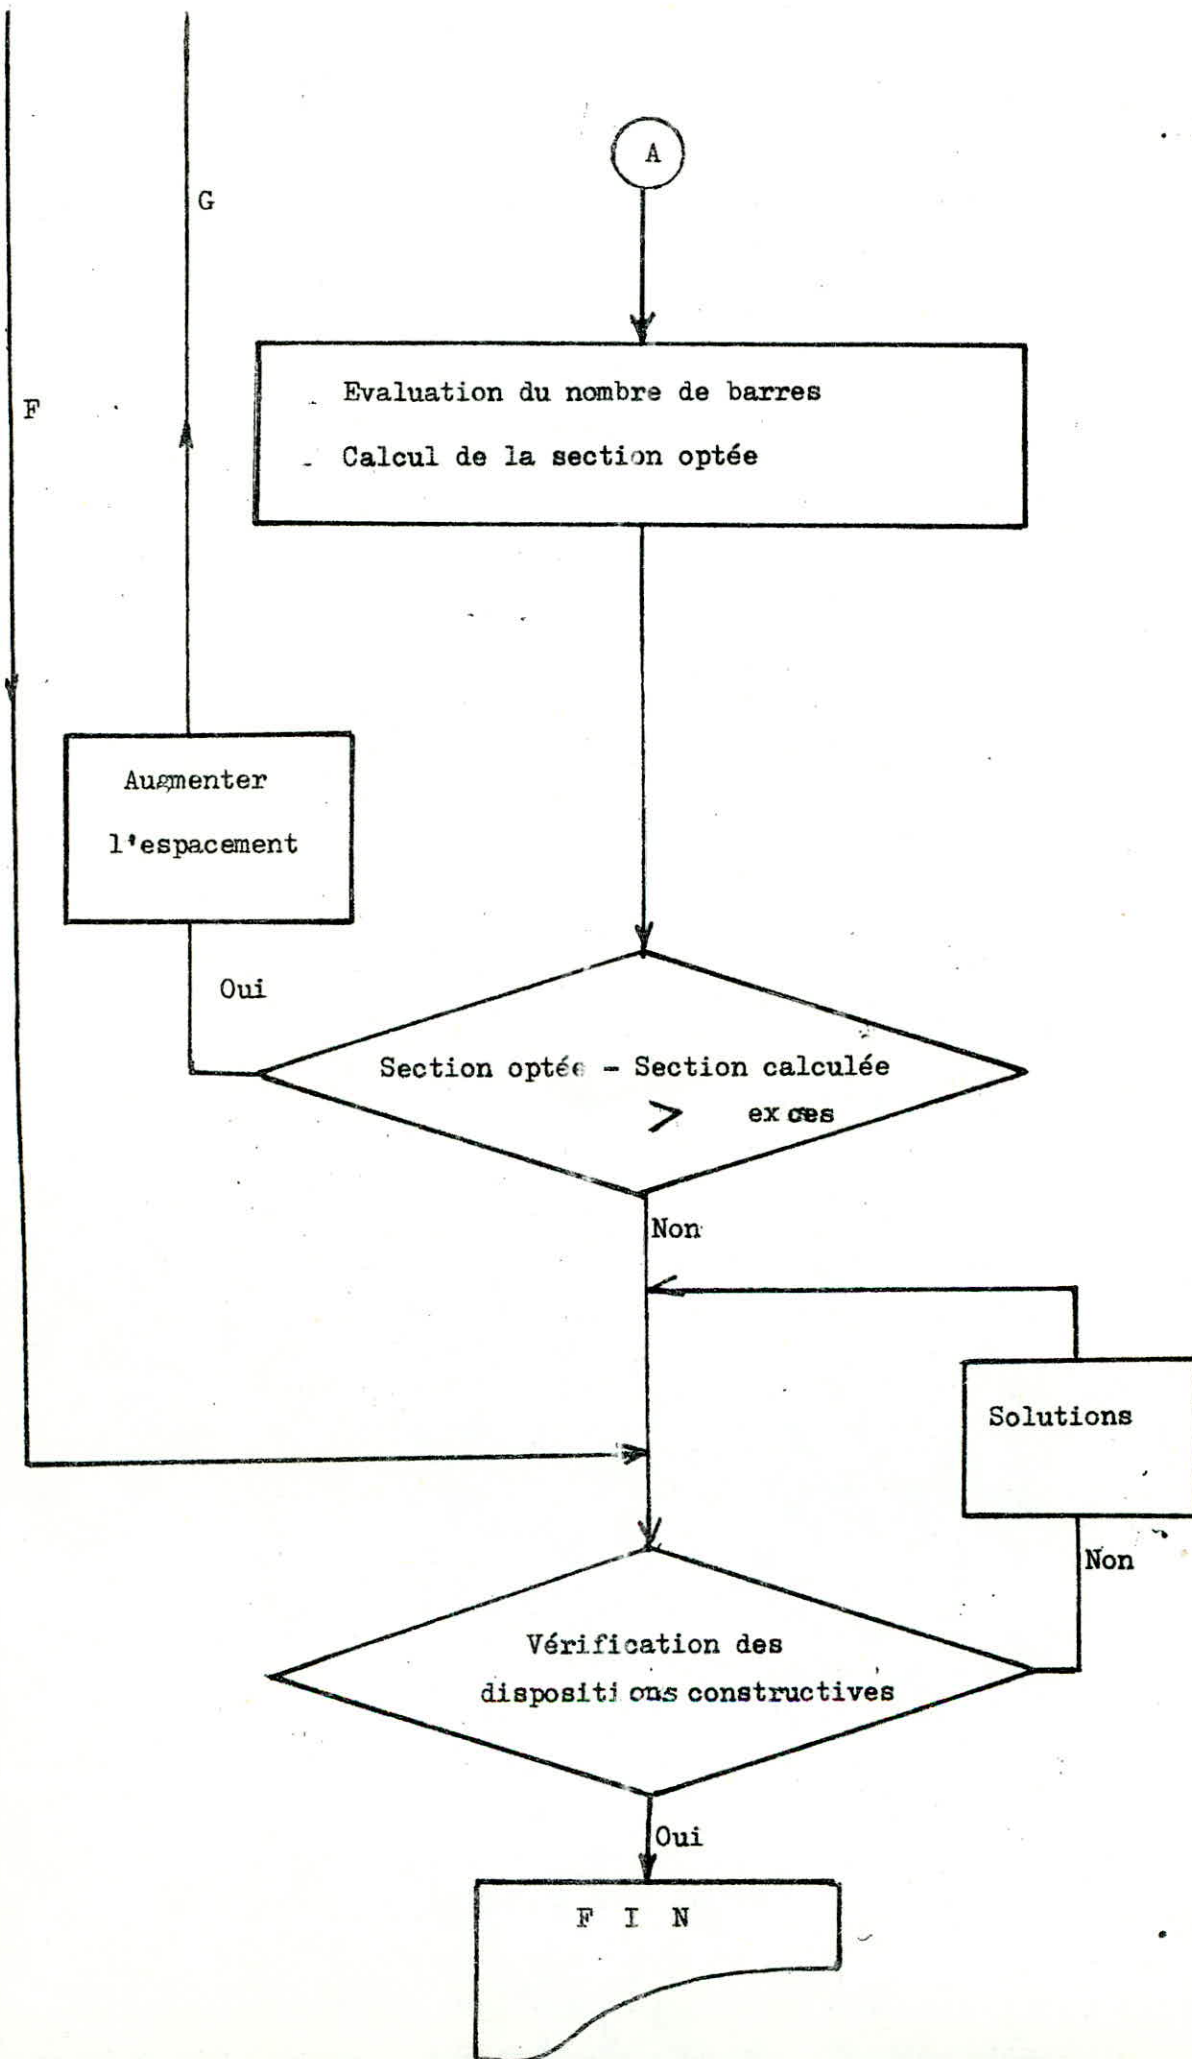 A
G
F
- Evaluation du nombre de barres
- Calcul de la section optée
Augmenter
l'espacement
Oui
Section optée - Section calculée
> exces
Non
Solutions
Non
Vérification des
dispositions constructives
Oui
F I N